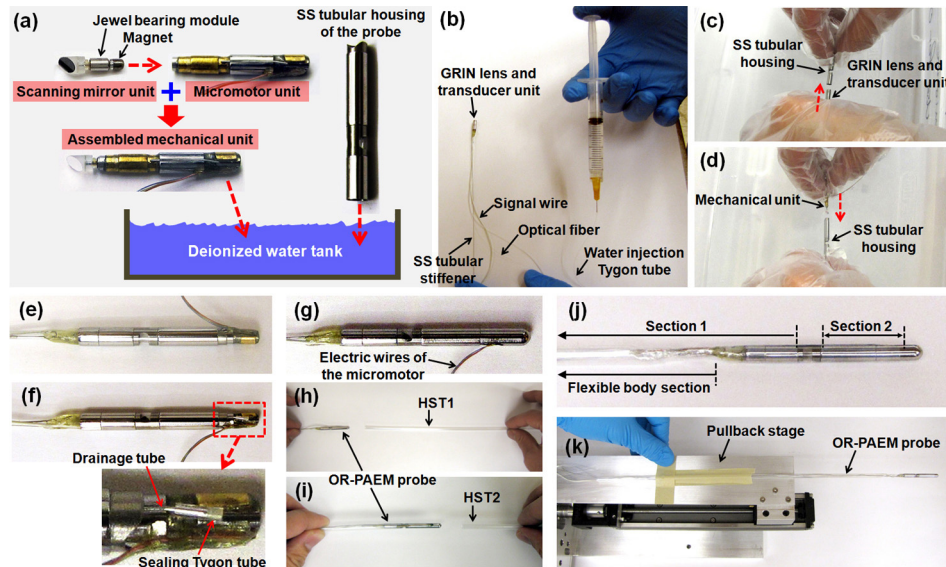 (a)
Jewel bearing module
Magnet
SS tubular housing
of the probe
Scanning mirror unit
Micromotor unit
Assembled mechanical unit
Deionized water tank
(b)
GRIN lens and
transducer unit
Signal wire
Optical fiber
SS tubular
stiffener
Water injection
Tygon tube
(c)
SS tubular
housing
GRIN lens and
transducer unit
(d)
Mechanical unit
SS tubular
housing
(e)
(f)
Drainage tube
Sealing Tygon tube
(g)
Electric wires of
the micromotor
(h)
HST1
OR-PAEM probe
(i)
HST2
(j)
Section 1
Section 2
Flexible body section
(k)
Pullback stage
OR-PAEM probe